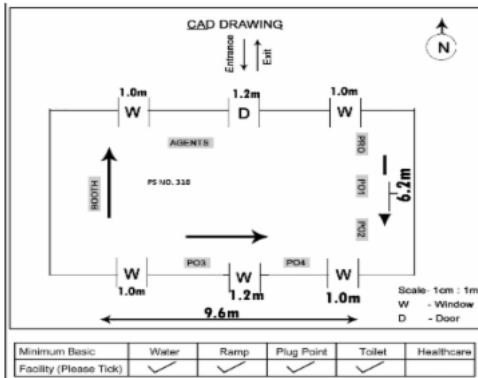 CAD DRAWING
N
Entrance
Exit
1.0m
1.2m
1.0m
W
D
W
AGENTS
PRO
PS NO. 318
BOOTH
PO1
6.2m
PO2
PO3
PO4
W
W
W
1.0m
1.2m
1.0m
Scale- 1cm : 1m
W - Window
D - Door
9.6m
Minimum Basic Water Ramp Plug Point Toilet Healthcare
Facility (Please Tick)